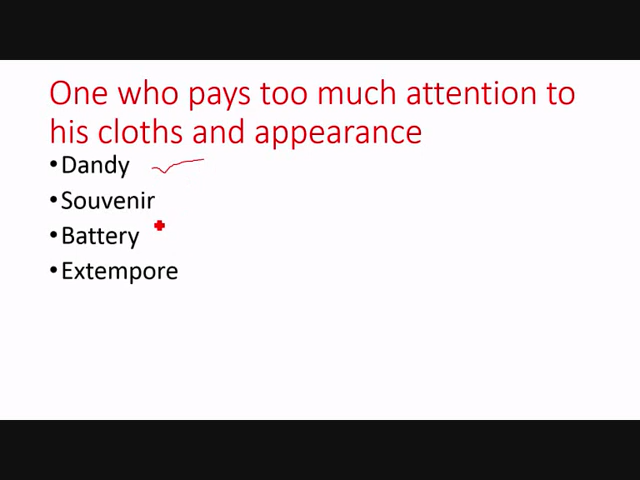 One who pays too much attention to
his cloths and appearance
•Dandy
•Souvenir
•Battery
•Extempore